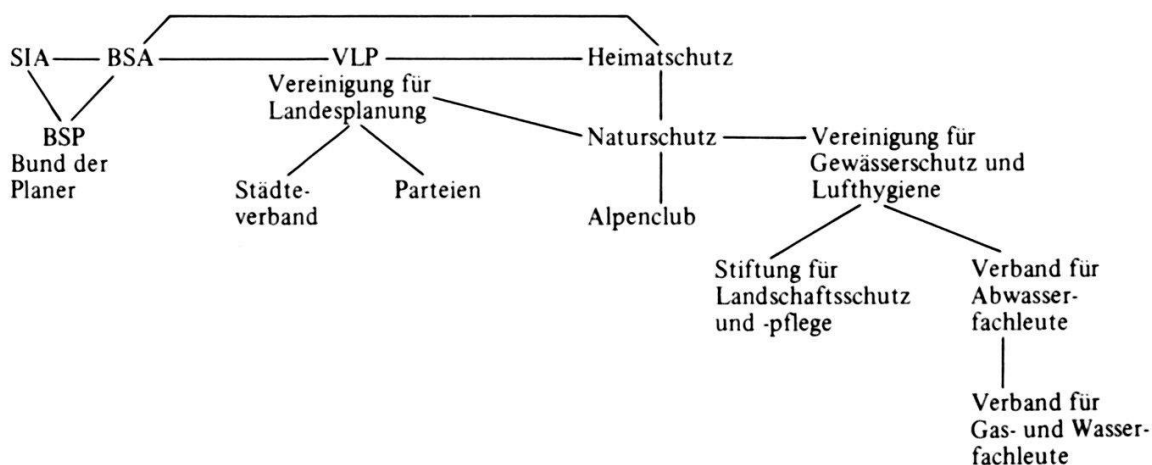 SIA BSA VLP Heimatschutz
Vereinigung für
Landesplanung
BSP
Bund der
Planer
Naturschutz
Vereinigung für
Gewässerschutz und
Lufthygiene
Städte-
verband
Parteien
Alpenclub
Stiftung für
Landschaftsschutz
und -pflege
Verband für
Abwasser-
fachleute
Verband für
Gas- und Wasser-
fachleute